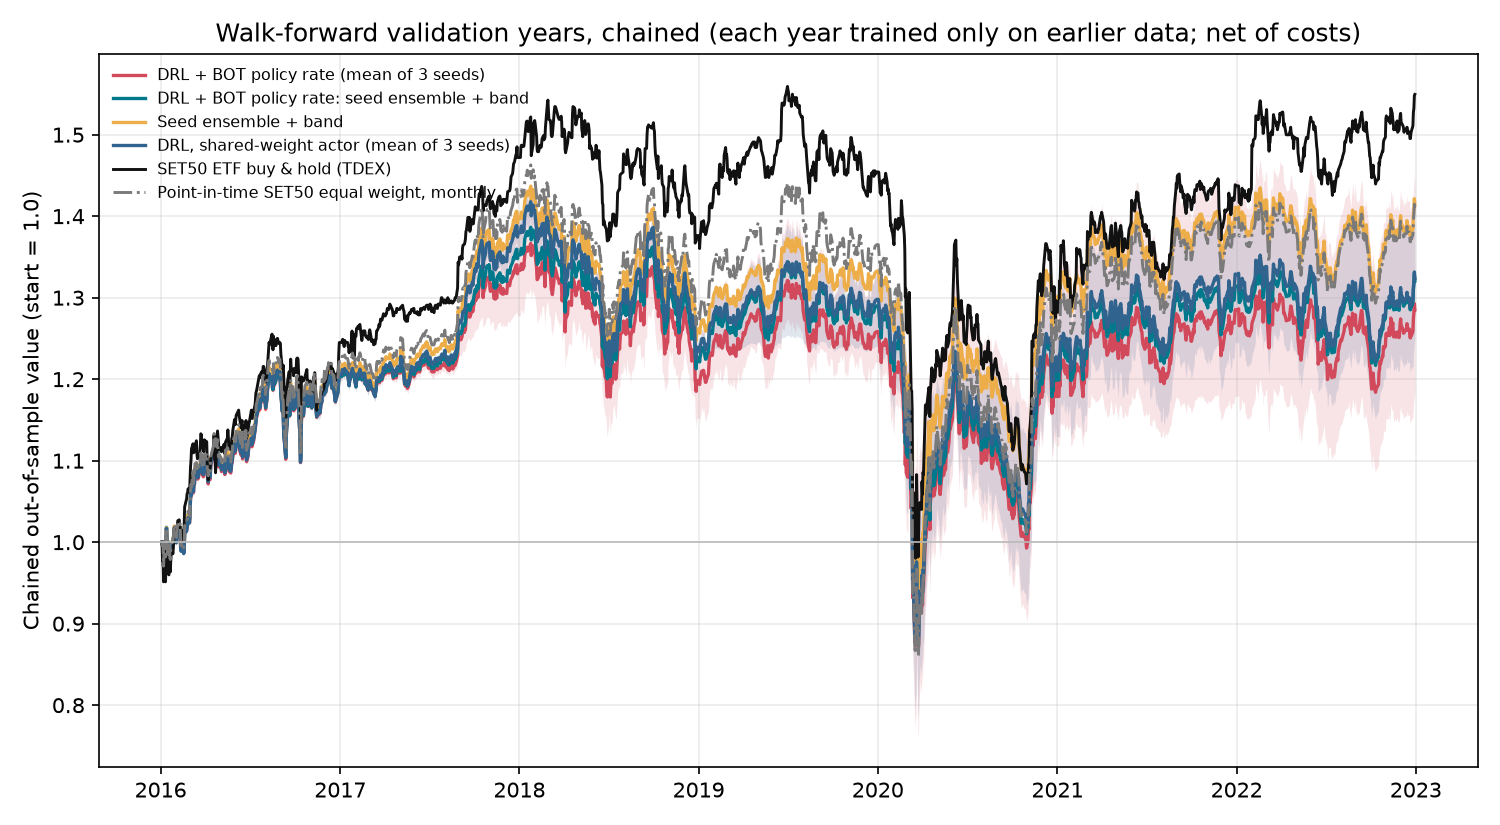 Walk-forward validation years, chained (each year trained only on earlier data; net of costs)
DRL + BOT policy rate (mean of 3 seeds)
DRL + BOT policy rate: seed ensemble + band
Seed ensemble + band
DRL, shared-weight actor (mean of 3 seeds)
SET50 ETF buy & hold (TDEX)
Point-in-time SET50 equal weight, monthly
Chained out-of-sample value (start = 1.0)
1.5
1.4
1.3
1.2
1.1
1.0
0.9
0.8
2016 2017 2018 2019 2020 2021 2022 2023